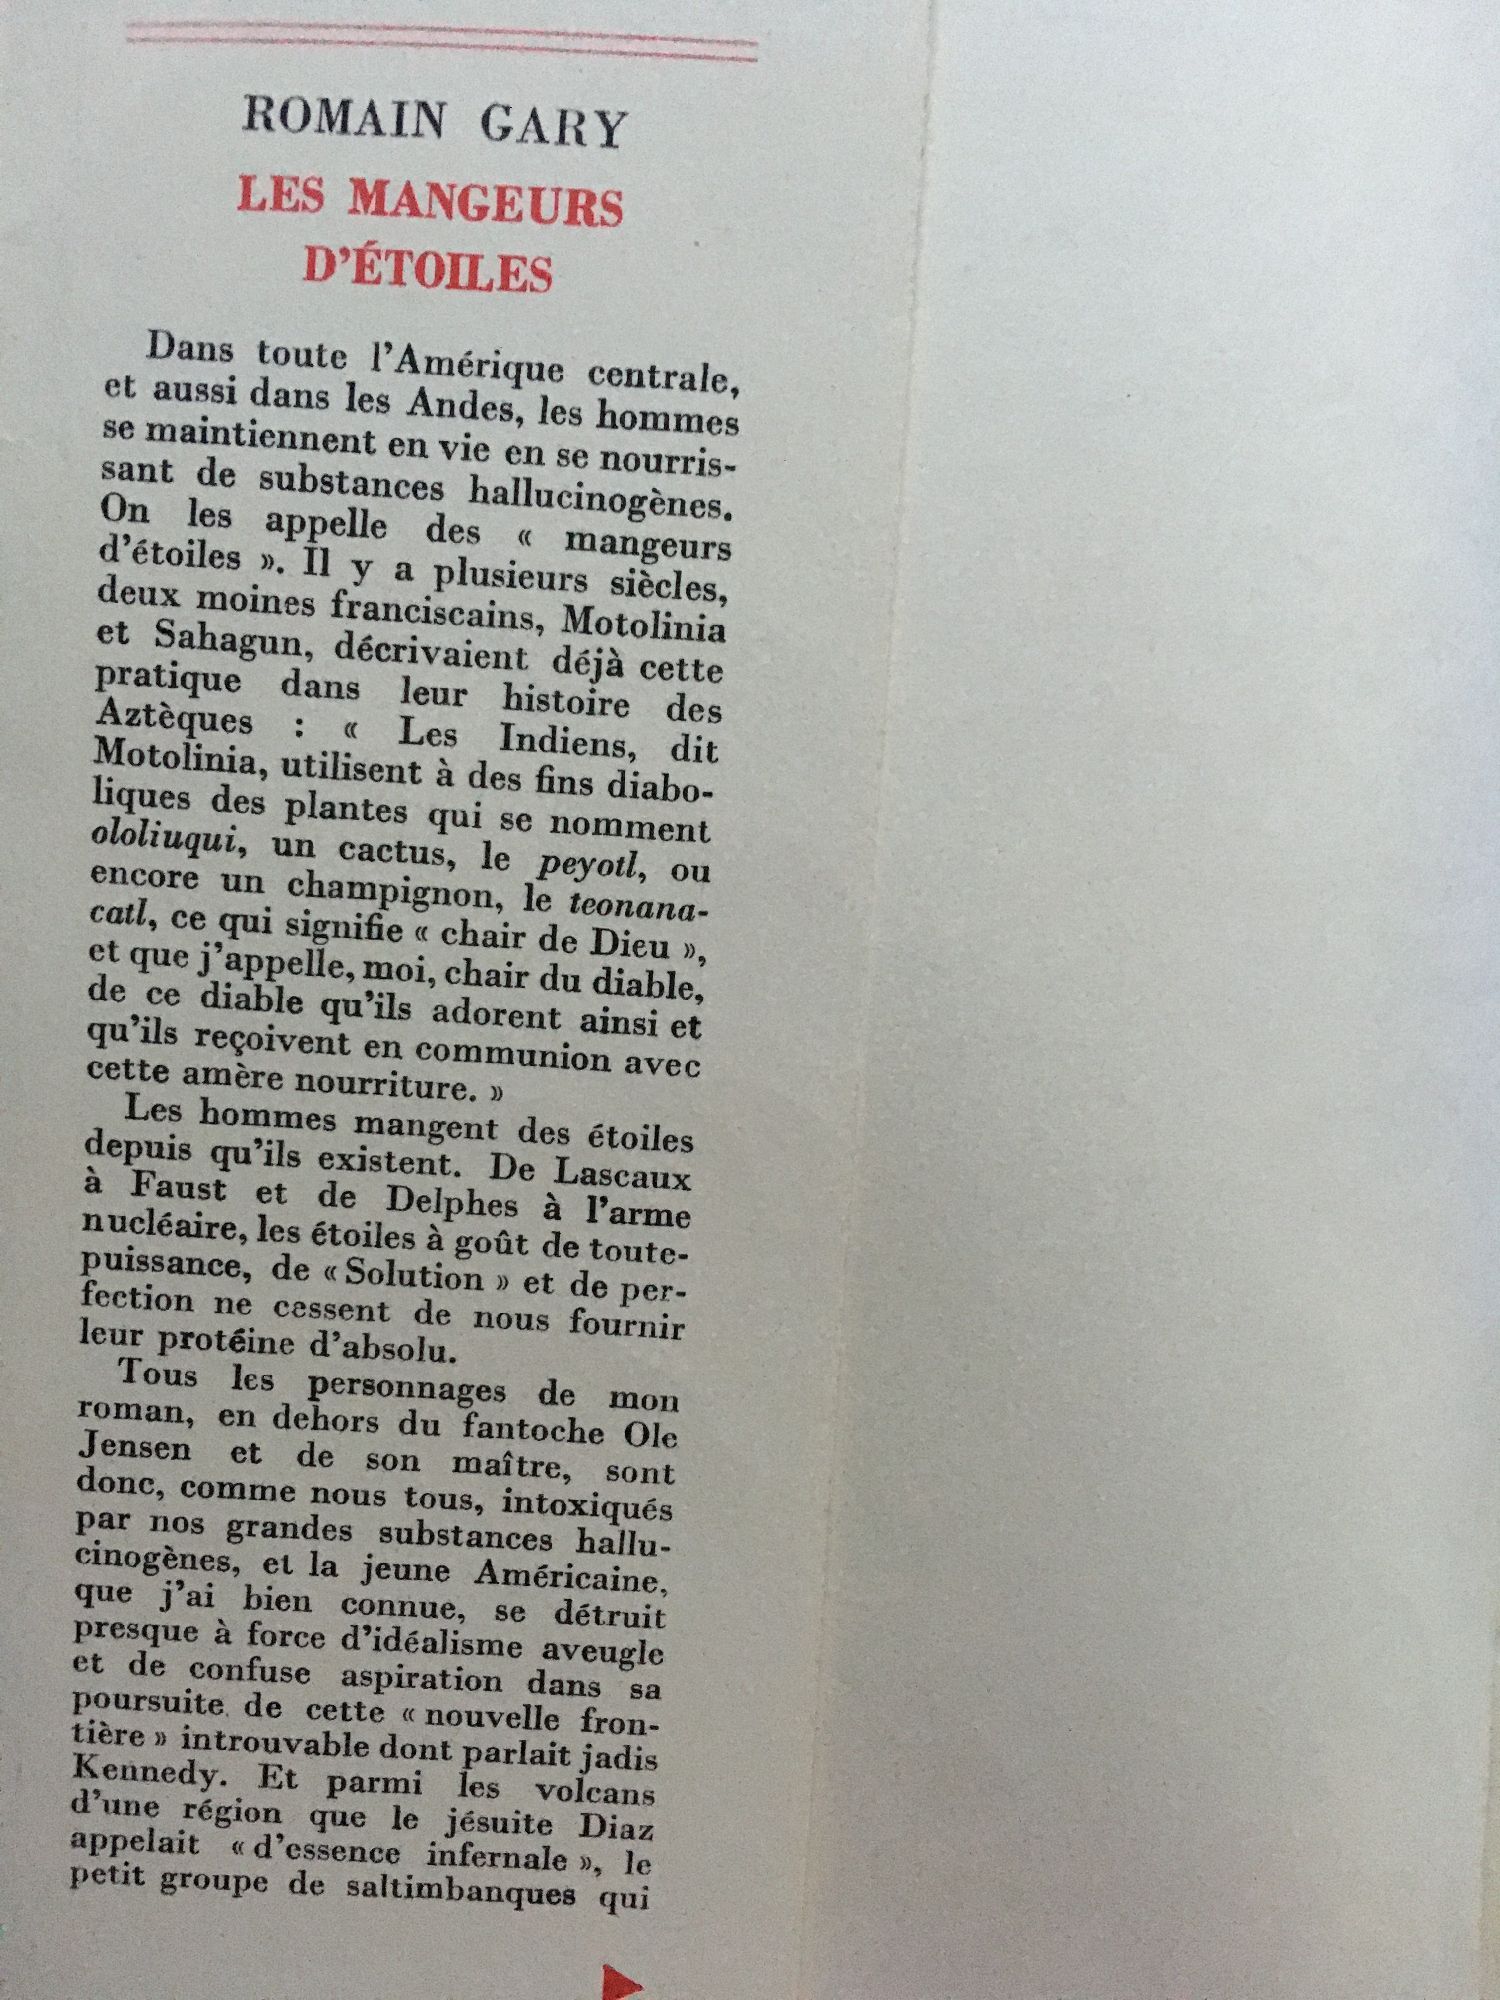 ROMAIN GARY
LES MANGEURS
D'ÉTOILES
Dans toute l'Amérique centrale,
et aussi dans les Andes, les hommes
se maintiennent en vie en se nourris-
sant de substances hallucinogènes.
On les appelle des « mangeurs
d'étoiles ». Il y a plusieurs siècles,
deux moines franciscains, Motolinia
et Sahagun, décrivaient déjà cette
pratique dans leur histoire des
Aztèques : « Les Indiens, dit
Motolinia, utilisent à des fins diabo-
liques des plantes qui se nomment
ololiuqui, un cactus, le peyotl, ou
encore un champignon, le teonana-
catl, ce qui signifie « chair de Dieu »,
et que j'appelle, moi, chair du diable,
de ce diable qu'ils adorent ainsi et
qu'ils reçoivent en communion avec
cette amère nourriture. »
Les hommes mangent des étoiles
depuis qu'ils existent. De Lascaux
à Faust et de Delphes à l'arme
nucléaire, les étoiles à goût de toute-
puissance, de « Solution » et de per-
fection ne cessent de nous fournir
leur protéine d'absolu.
Tous les personnages de mon
roman, en dehors du fantoche Ole
Jensen et de son maître, sont
donc, comme nous tous, intoxiqués
par nos grandes substances hallu-
cinogènes, et la jeune Américaine,
que j'ai bien connue, se détruit
presque à force d'idéalisme aveugle
et de confuse aspiration dans sa
poursuite de cette « nouvelle fron-
tière » introuvable dont parlait jadis
Kennedy. Et parmi les volcans
d'une région que le jésuite Diaz
appelait « d'essence infernale », le
petit groupe de saltimbanques qui